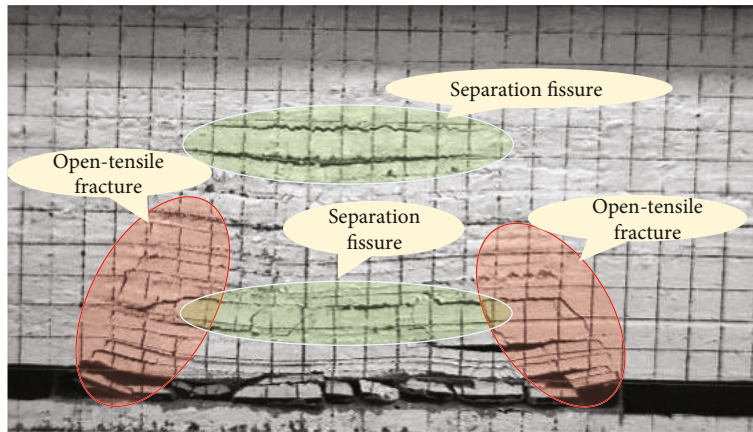 Separation fissure
Open-tensile
fracture
Separation
fissure
Open-tensile
fracture